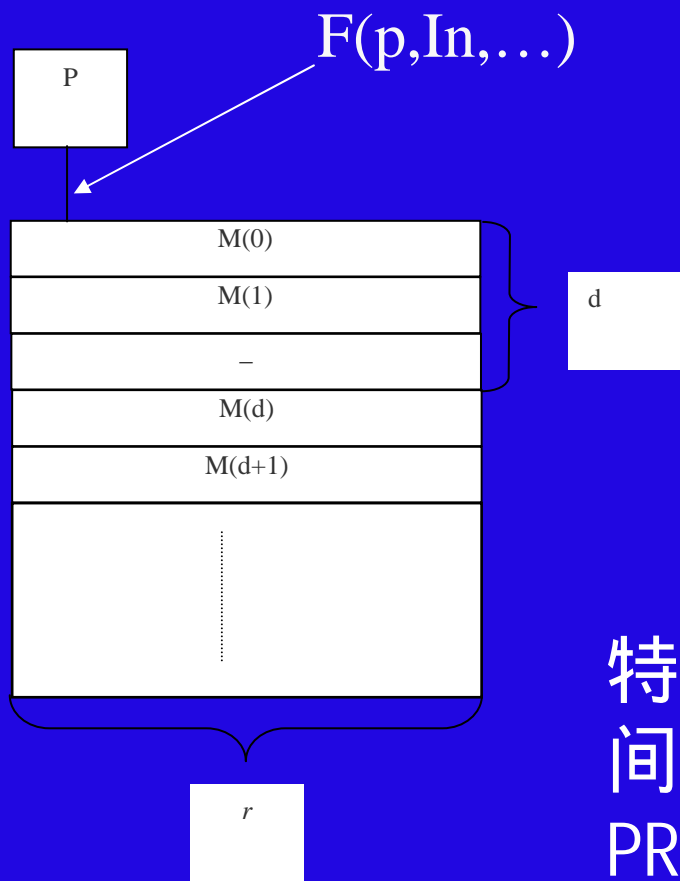 F(p,In,…)
P
M(0)
M(1)
–
d
M(d)
M(d+1)
特
间
PR
r